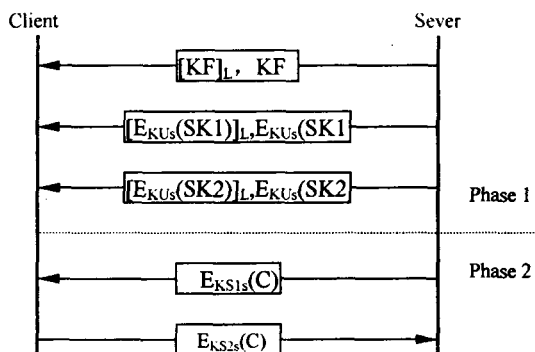 Client Sever
[KF]L, KF
[EKUs(SK1)]L,EKUs(SK1
[EKUs(SK2)]L,EKUs(SK2
Phase 1
Phase 2
EKS1s(C)
EKS2s(C)